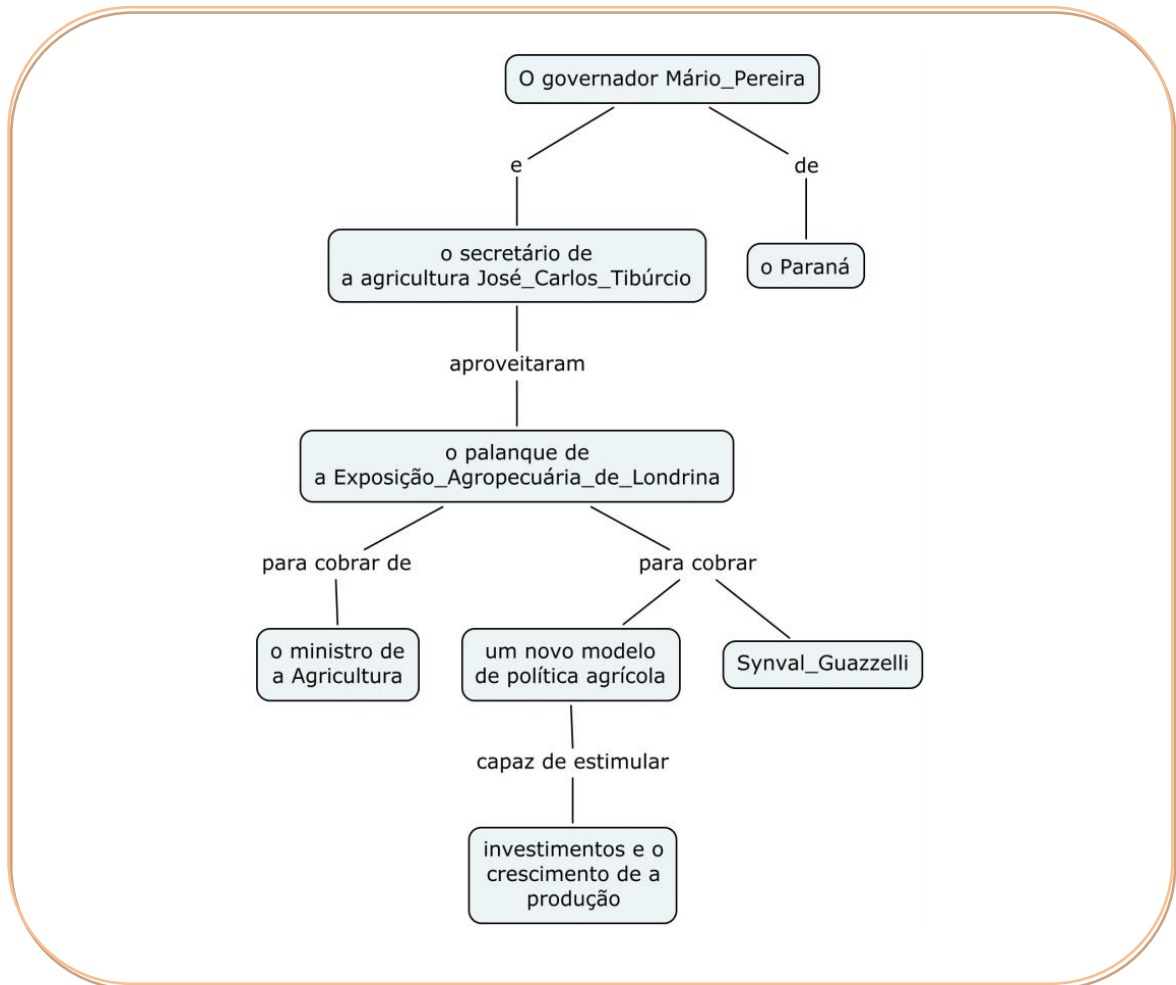 O governador Mário_Pereira
e
de
o secretário de
a agricultura José_Carlos_Tibúrcio
o Paraná
aproveitaram
o palanque de
a Exposição_Agropecuária_de_Londrina
para cobrar de
para cobrar
o ministro de
a Agricultura
um novo modelo
de política agrícola
Synval_Guazzelli
capaz de estimular
investimentos e o
crescimento de a
produção